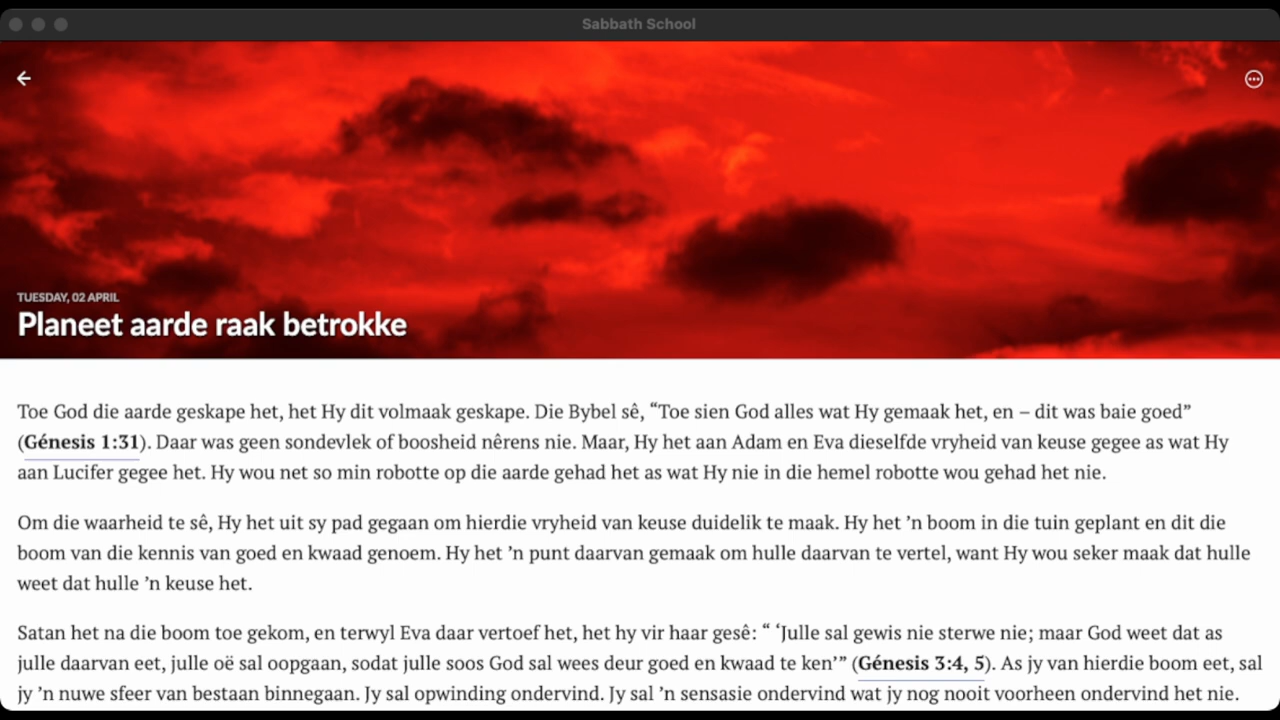 Sabbath School
TUESDAY, 02 APRIL
Planeet aarde raak betrokke
Toe God die aarde geskape het, het Hy dit volmaak geskape. Die Bybel sê, “Toe sien God alles wat Hy gemaak het, en – dit was baie goed”
(Génesis 1:31). Daar was geen sondevlek of boosheid nêrens nie. Maar, Hy het aan Adam en Eva dieselfde vryheid van keuse gegee as wat Hy
aan Lucifer gegee het. Hy wou net so min robotte op die aarde gehad het as wat Hy nie in die hemel robotte wou gehad het nie.
Om die waarheid te sê, Hy het uit sy pad gegaan om hierdie vryheid van keuse duidelik te maak. Hy het ’n boom in die tuin geplant en dit die
boom van die kennis van goed en kwaad genoem. Hy het ’n punt daarvan gemaak om hulle daarvan te vertel, want Hy wou seker maak dat hulle
weet dat hulle ’n keuse het.
Satan het na die boom toe gekom, en terwyl Eva daar vertoef het, het hy vir haar gesê: “ ‘Julle sal gewis nie sterwe nie; maar God weet dat as
julle daarvan eet, julle oë sal oopgaan, sodat julle soos God sal wees deur goed en kwaad te ken’” (Génesis 3:4, 5). As jy van hierdie boom eet, sal
jy ’n nuwe sfeer van bestaan binnegaan. Jy sal opwinding ondervind. Jy sal ’n sensasie ondervind wat jy nog nooit voorheen ondervind het nie.